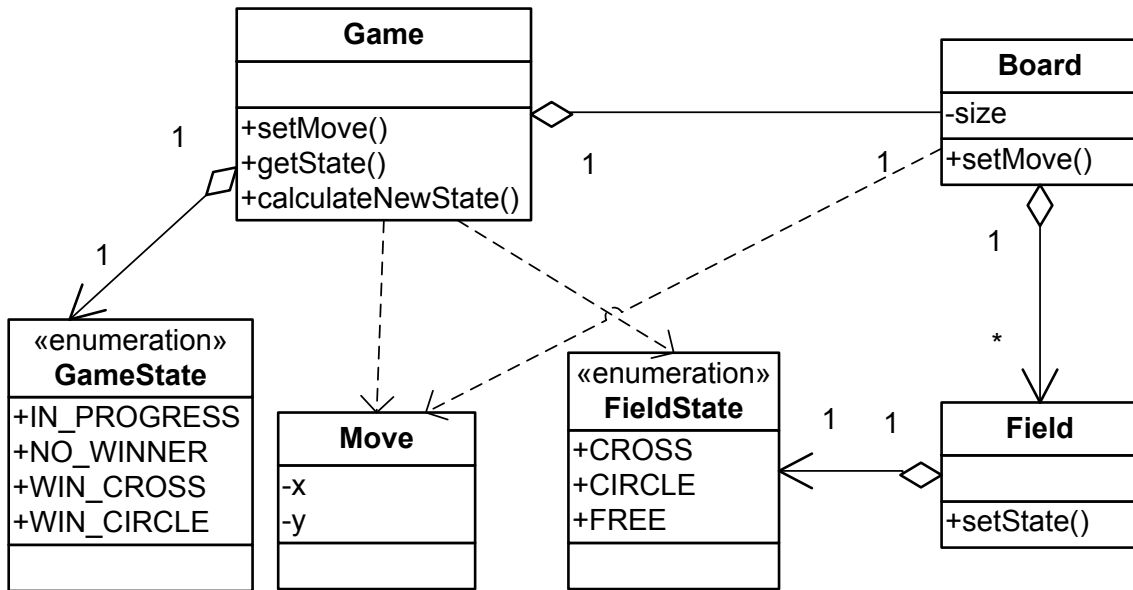 Game
+setMove()
+getState()
+calculateNewState()
Board
-size
+setMove()
1
1
1
1
1
*
«enumeration»
GameState
+IN_PROGRESS
+NO_WINNER
+WIN_CROSS
+WIN_CIRCLE
Move
-x
-y
«enumeration»
FieldState
+CROSS
+CIRCLE
+FREE
1
1
Field
+setState()